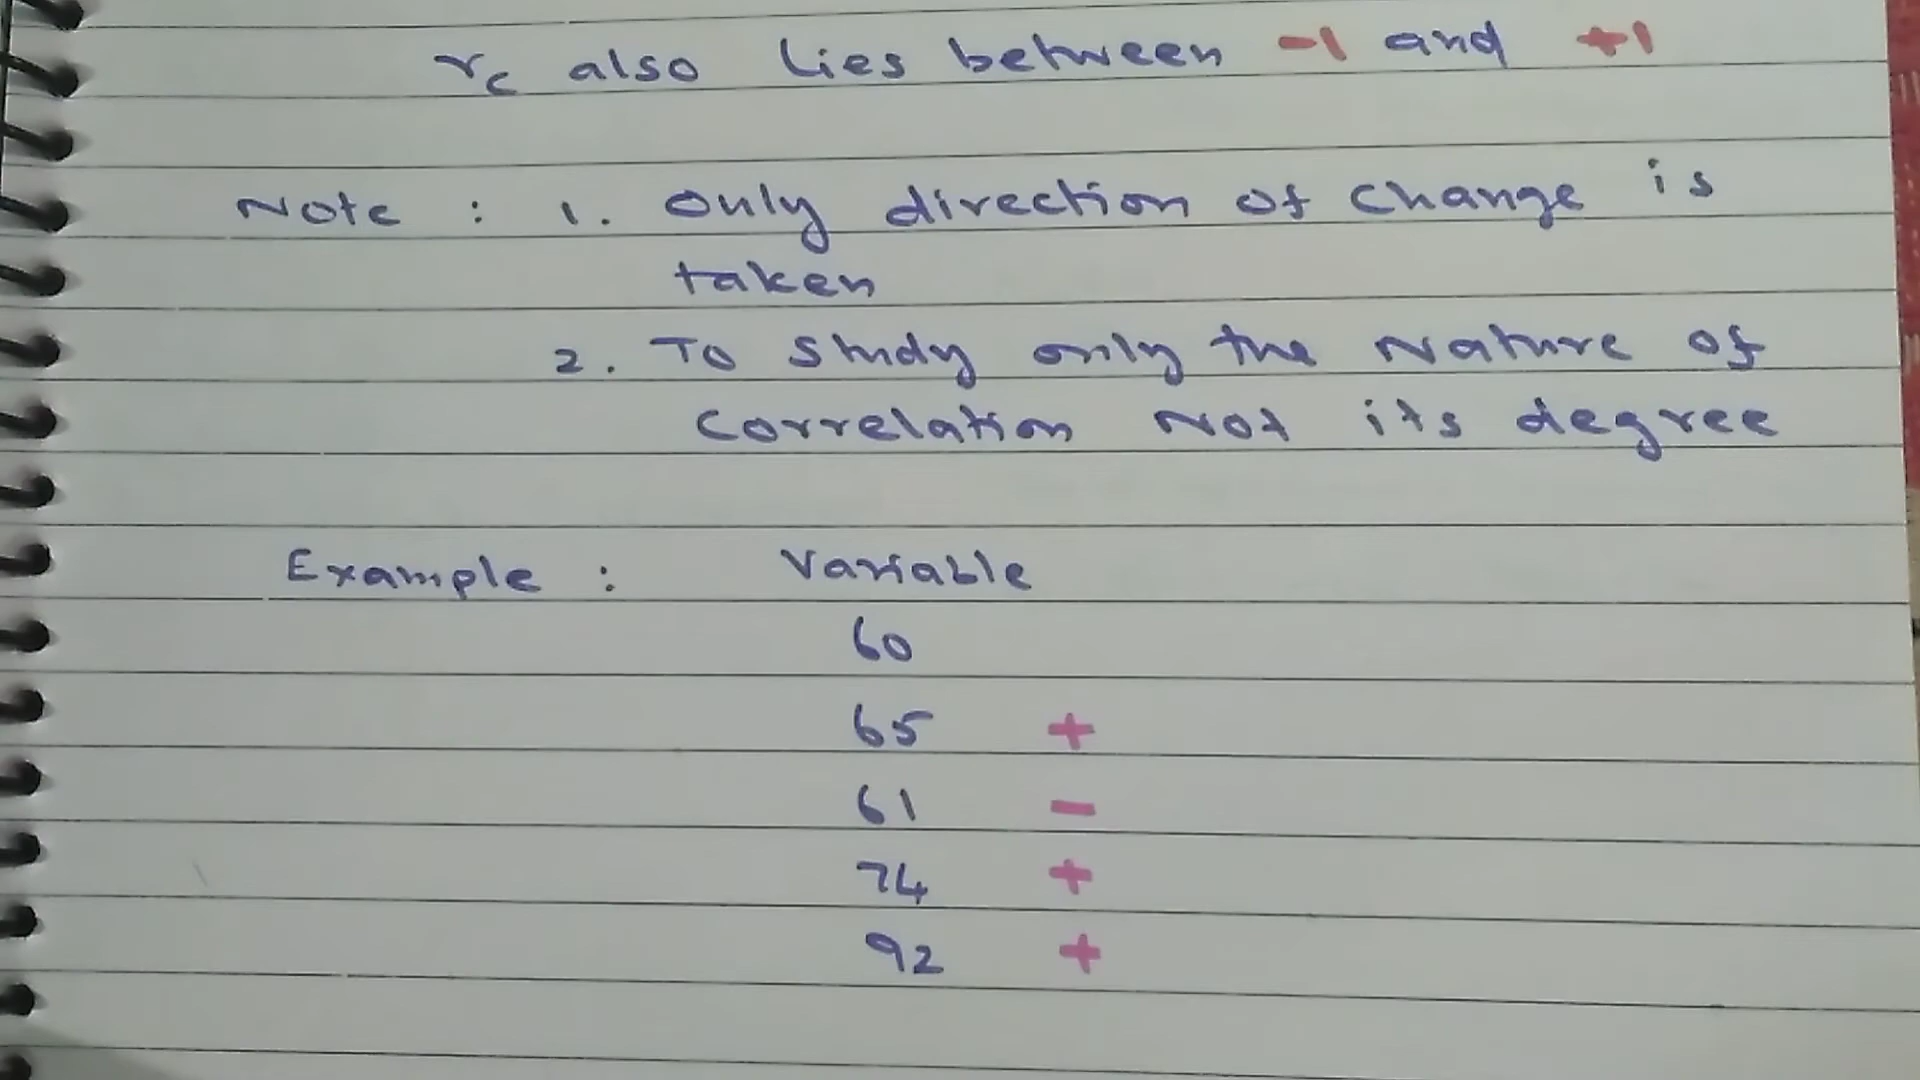 rc also lies between -1 and +1
Note : 1. Only direction of change is
taken
2. To study only the Nature of
Correlation Not its degree
Example : Variable
60
65 +
61 -
74 +
92 +